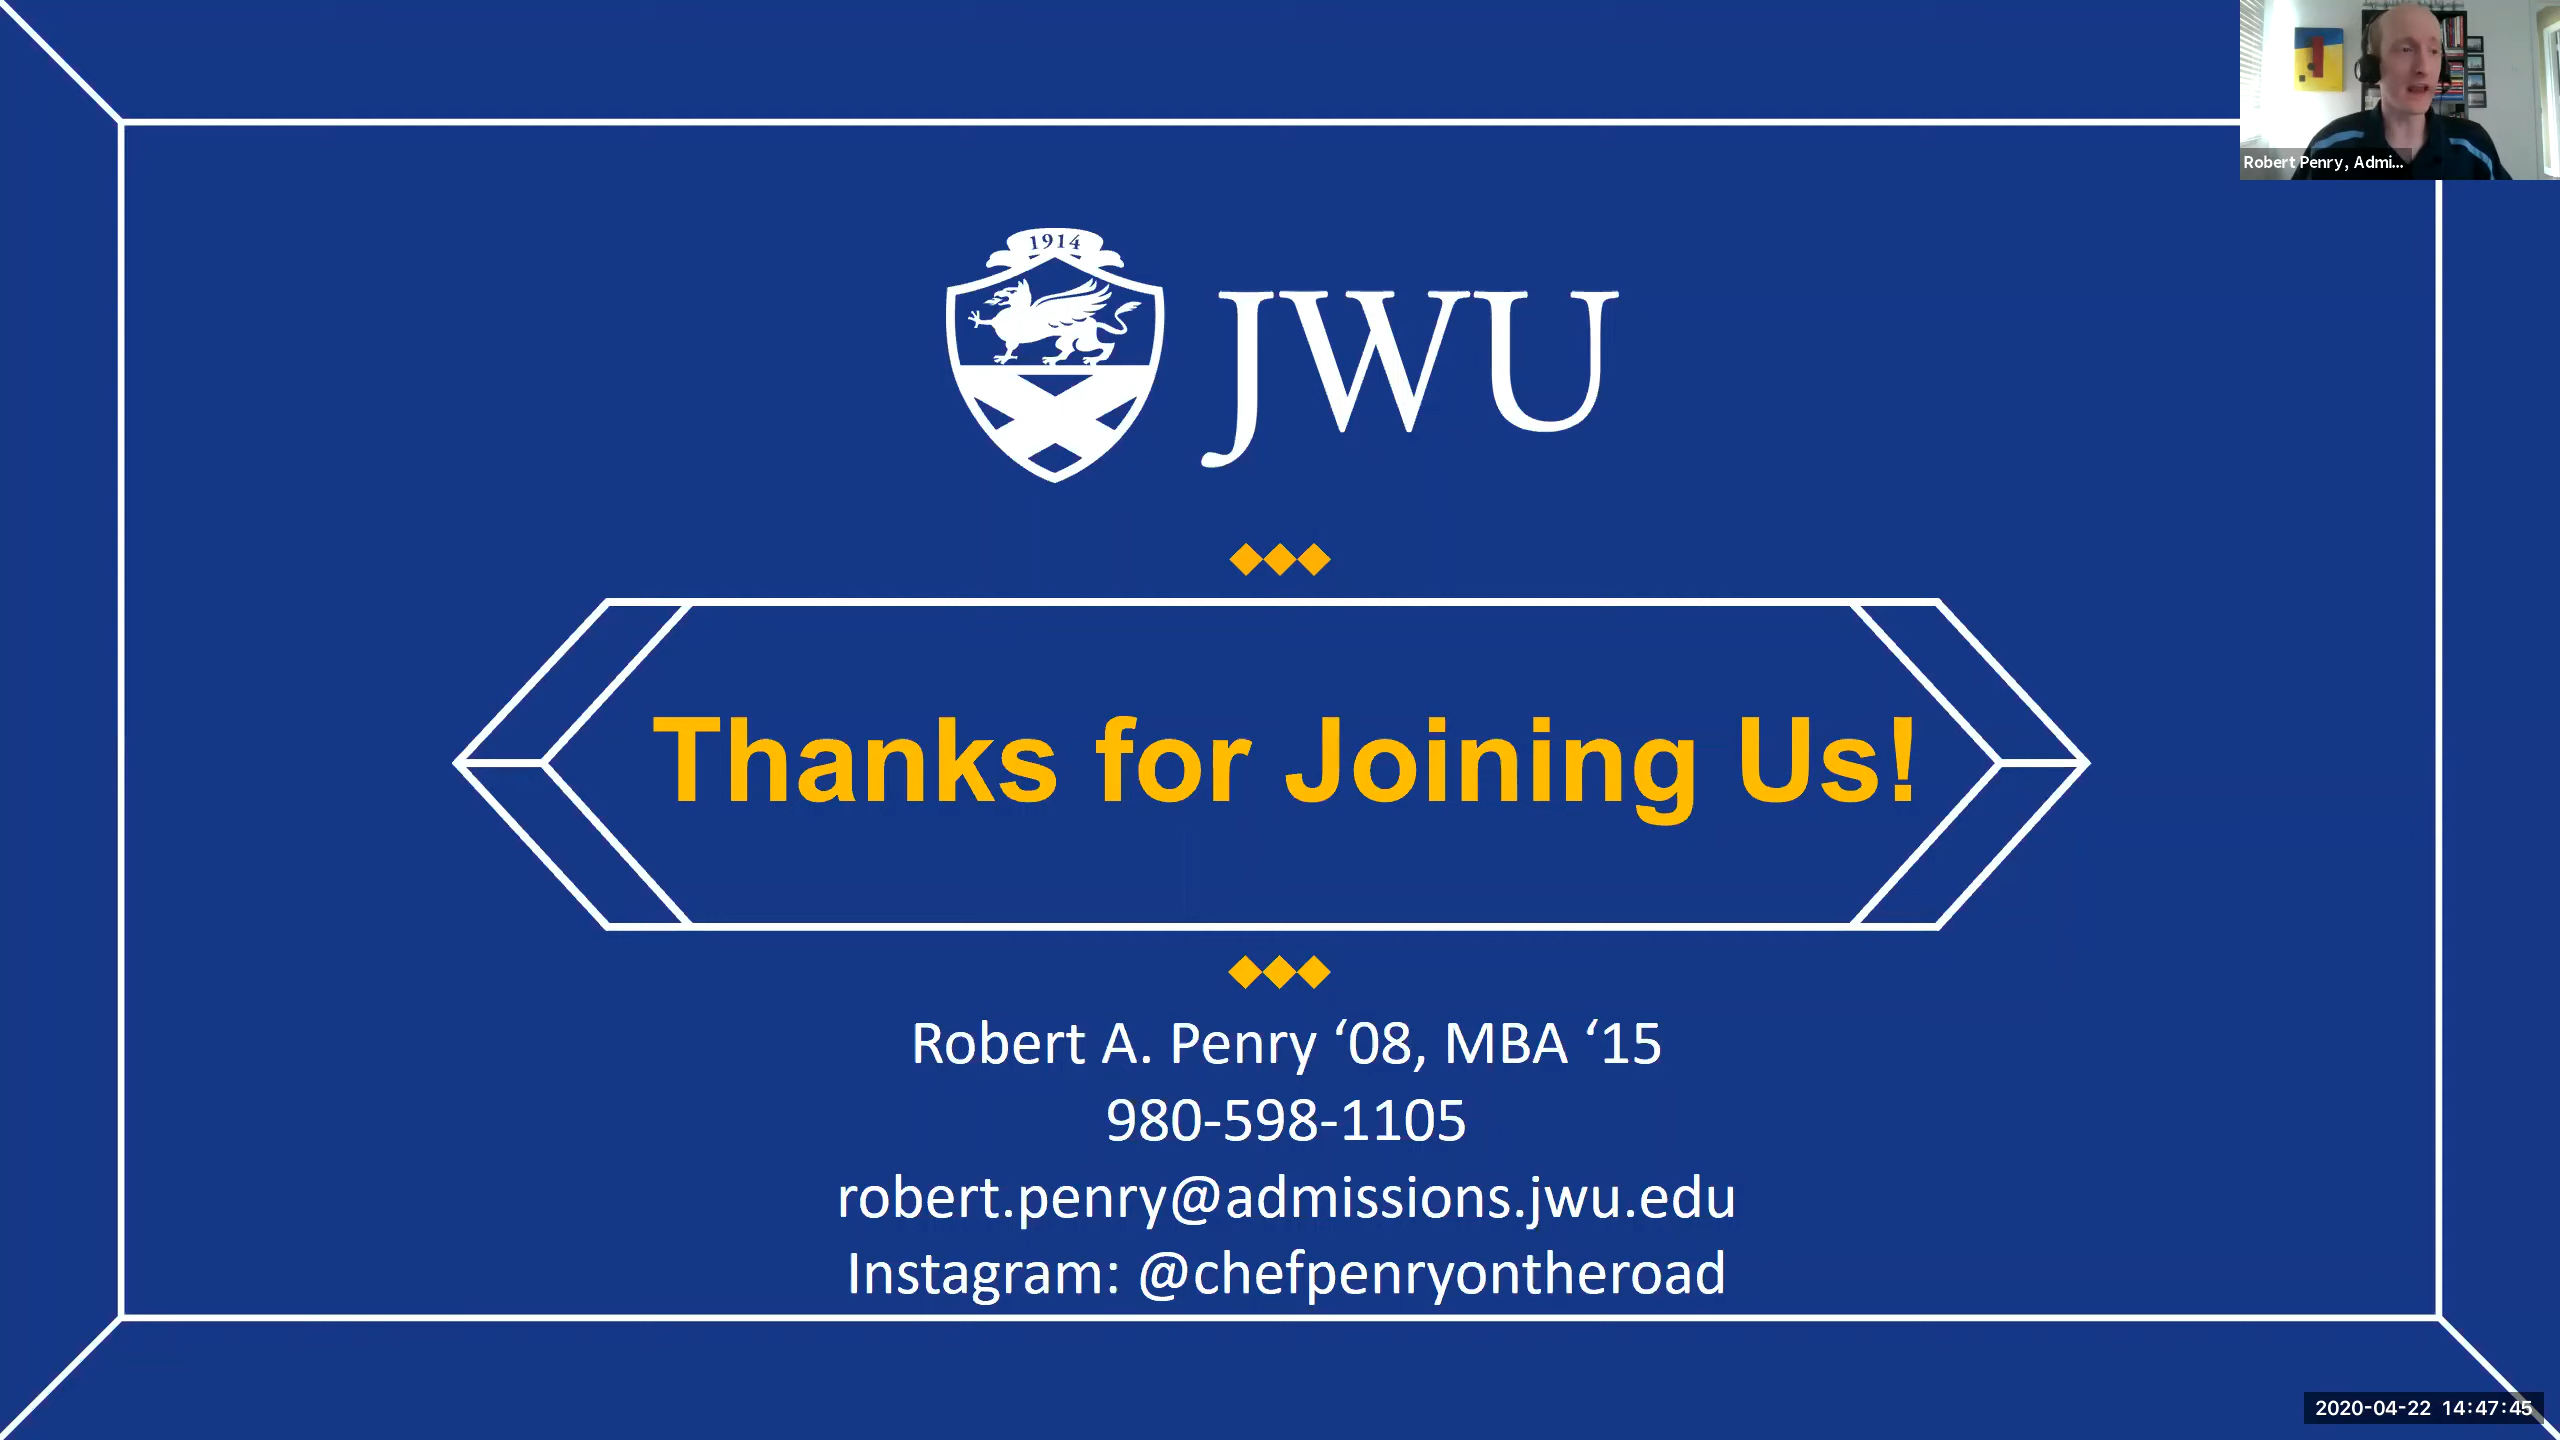 Robert Penry, Admi...
1914
JWU
Thanks for Joining Us!
Robert A. Penry ‘08, MBA ‘15
980-598-1105
robert.penry@admissions.jwu.edu
Instagram: @chefpenryontheroad
2020-04-22 14:47:45